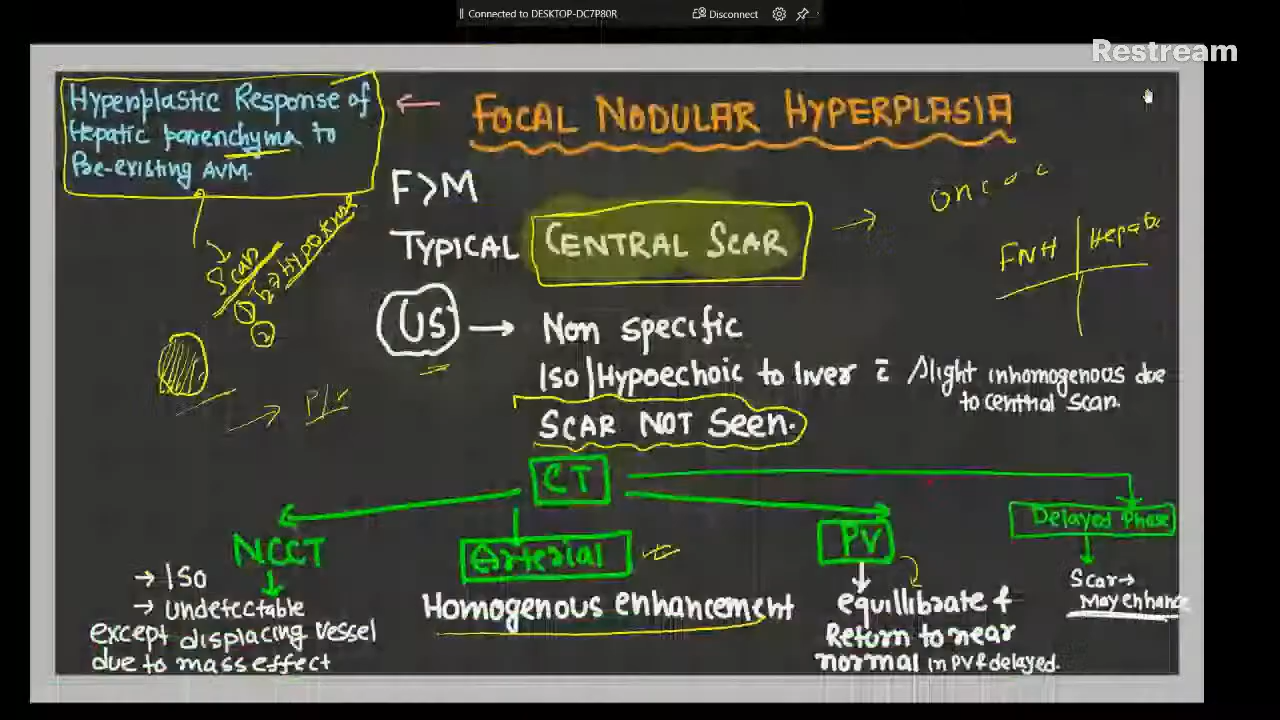 Connected to DESKTOP-DC7P80R
Disconnect
Restream
Hyperplastic Response of
Hepatic parenchyma to
Pre-existing AVM.
FOCAL NODULAR HYPERPLASIA
F>M
TYPICAL CENTRAL SCAR
FNH
US → Non specific
Iso/Hypoechoic to liver c̄ slight inhomogenous due
to central scan.
SCAR NOT Seen.
CT
NCCT
→ ISO
→ Undetectable
except displacing vessel
due to mass effect
Arterial
Homogenous enhancement
PV
equillibrate &
Return to near
normal in PV & delayed.
Delayed Phase
Scar→
May enhance